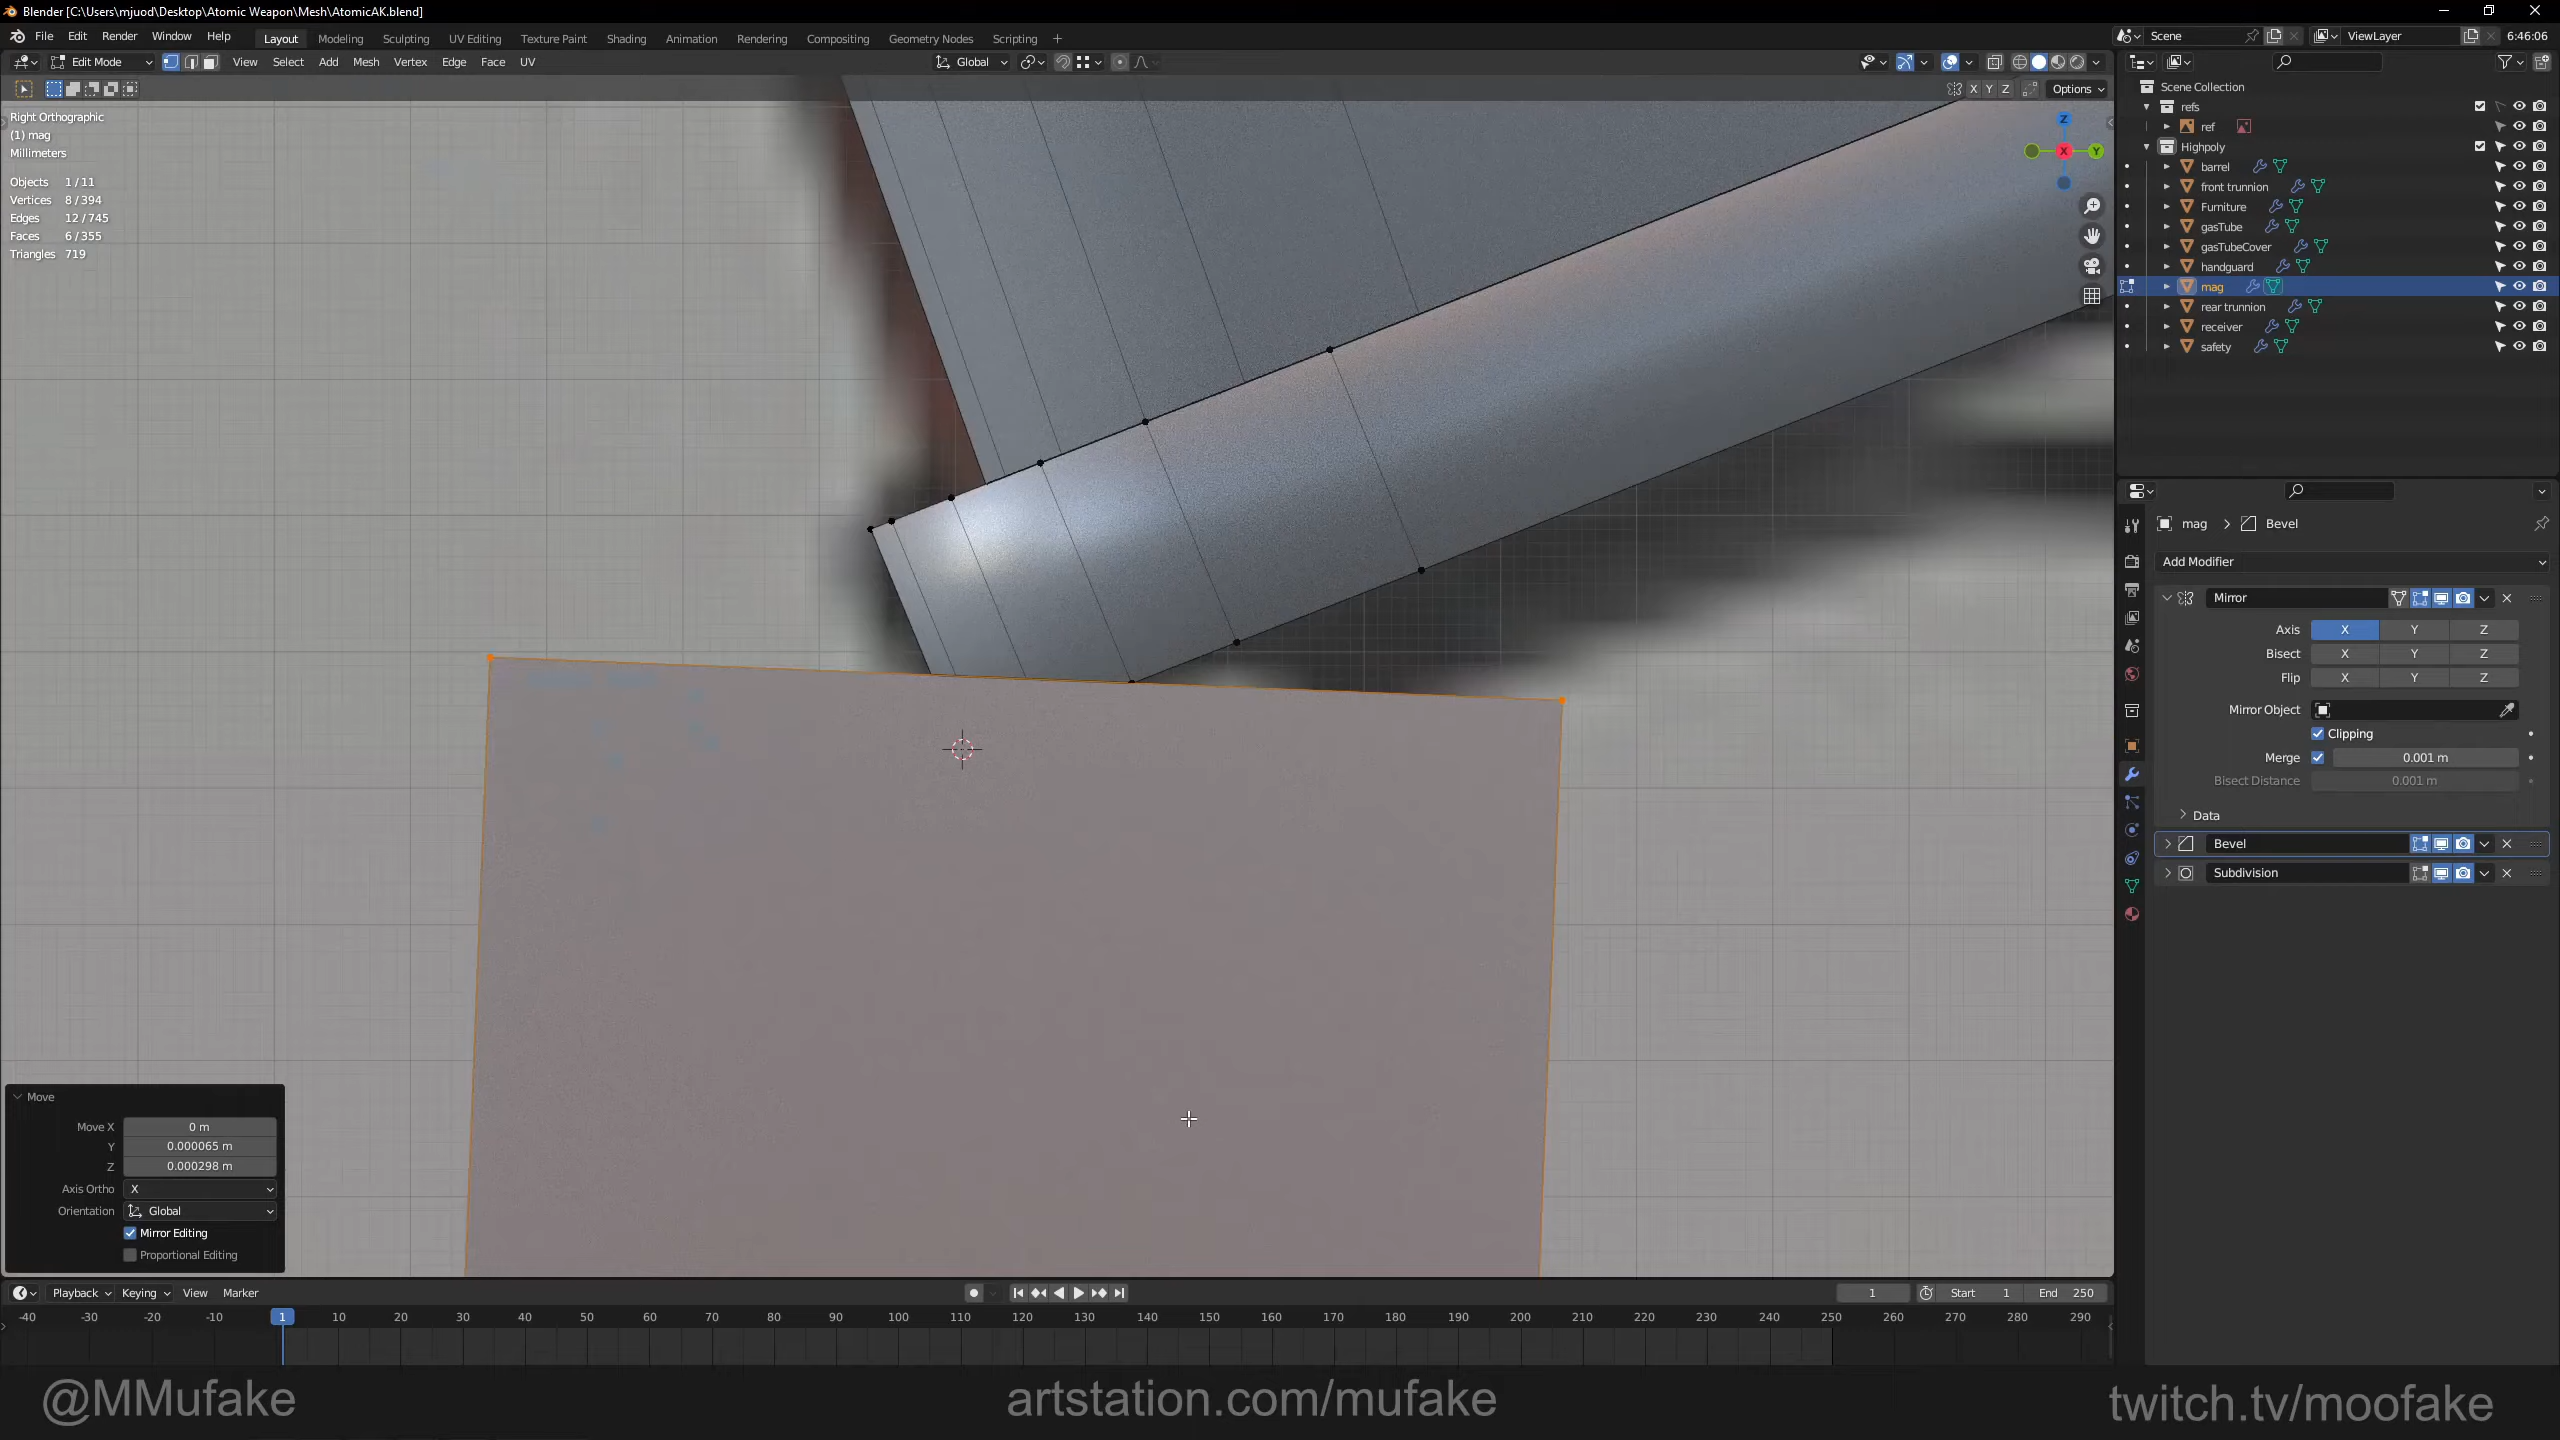 Blender [C:\Users\mjuod\Desktop\Atomic Weapon\Mesh\AtomicAK.blend]
File Edit Render Window Help Layout Modeling Sculpting UV Editing Texture Paint Shading Animation Rendering Compositing Geometry Nodes Scripting + Scene ViewLayer 6:46:06
Edit Mode View Select Add Mesh Vertex Edge Face UV Global
X Y Z Options
Right Orthographic
(1) mag
Millimeters
Objects 1 / 11
Vertices 8 / 394
Edges 12 / 745
Faces 6 / 355
Triangles 719
Z
X Y
Scene Collection
refs
ref
Highpoly
barrel
front trunnion
Furniture
gasTube
gasTubeCover
handguard
mag
rear trunnion
receiver
safety
mag > Bevel
Add Modifier
Mirror
Axis X Y Z
Bisect X Y Z
Flip X Y Z
Mirror Object
Clipping
Merge 0.001 m
Bisect Distance 0.001 m
Data
Bevel
Subdivision
Move
Move X 0 m
Y 0.000065 m
Z 0.000298 m
Axis Ortho X
Orientation Global
Mirror Editing
Proportional Editing
Playback Keying View Marker 1 Start 1 End 250
-40 -30 -20 -10 1 10 20 30 40 50 60 70 80 90 100 110 120 130 140 150 160 170 180 190 200 210 220 230 240 250 260 270 280 290
@MMufake artstation.com/mufake twitch.tv/moofake